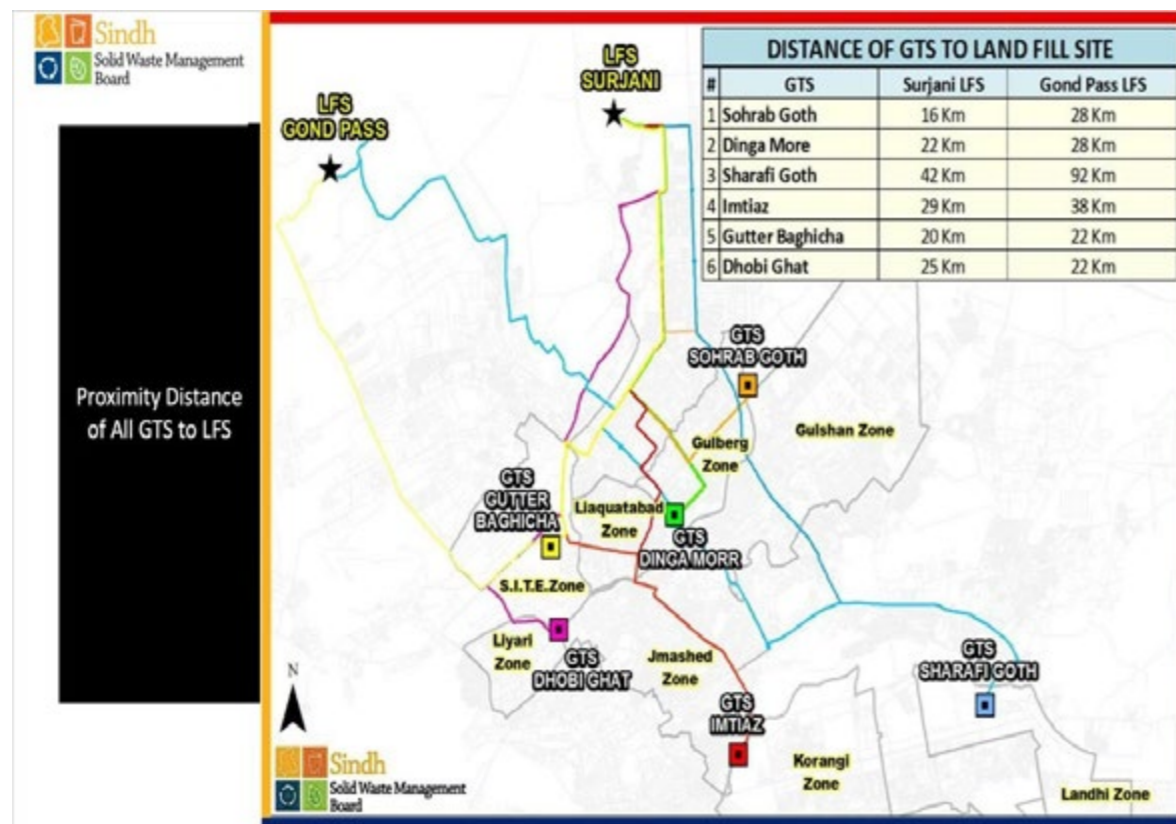 Sindh
Solid Waste Management
Board
Proximity Distance
of All GTS to LFS
LFS
SURJANI
LFS
GOND PASS
DISTANCE OF GTS TO LAND FILL SITE
# GTS Surjani LFS Gond Pass LFS
1 Sohrab Goth 16 Km 28 Km
2 Dinga More 22 Km 28 Km
3 Sharafi Goth 42 Km 92 Km
4 Imtiaz 29 Km 38 Km
5 Gutter Baghicha 20 Km 22 Km
6 Dhobi Ghat 25 Km 22 Km
GTS
SOHRAB GOTH
Gulshan Zone
Gulberg
Zone
GTS
GUTTER
BAGHICHA
Liaquatabad
Zone
GTS
DINGA MORR
S.I.T.E.Zone
Liyari
Zone
GTS
DHOBI GHAT
Jmashed
Zone
GTS
SHARAFI GOTH
GTS
IMTIAZ
Korangi
Zone
Landhi Zone
N
Sindh
Solid Waste Management
Board